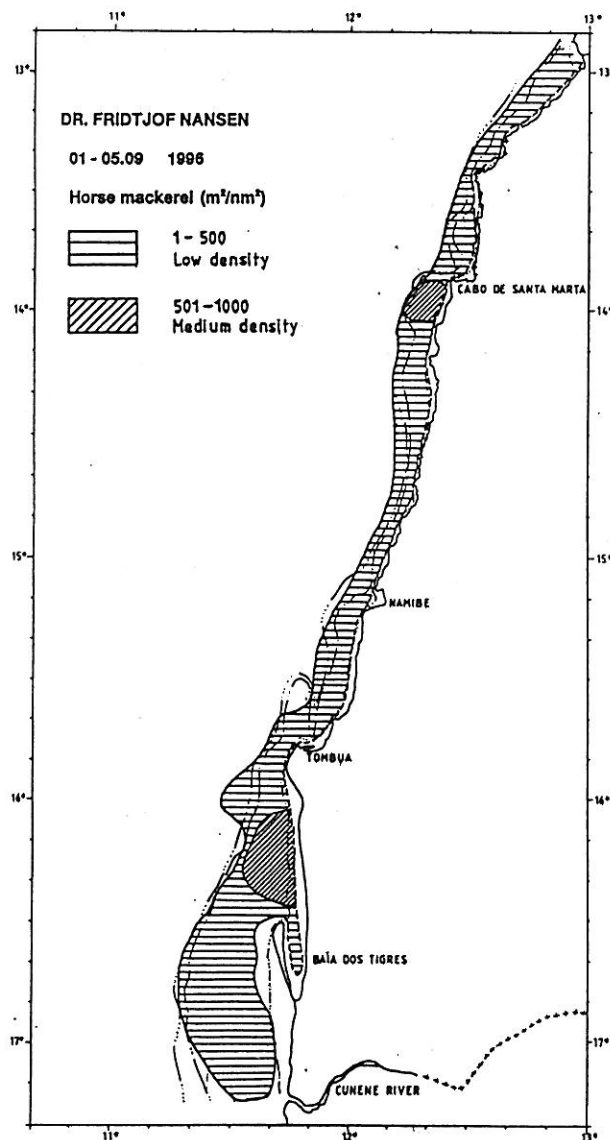 11°
12°
13°
13°
13°
DR. FRIDTJOF NANSEN
01 - 05.09 1996
Horse mackerel (m²/nm²)
1 - 500
Low density
501-1000
Medium density
CABO DE SANTA MARTA
14°
14°
15°
15°
NAMIBE
TOMBUA
16°
16°
BAÏA DOS TIGRES
17°
17°
CUNENE RIVER
11°
12°
13°